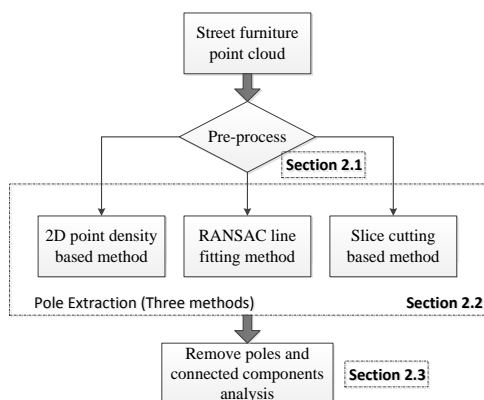 Street furniture
point cloud
Pre-process
Section 2.1
2D point density
based method
RANSAC line
fitting method
Slice cutting
based method
Pole Extraction (Three methods)
Section 2.2
Remove poles and
connected components
analysis
Section 2.3